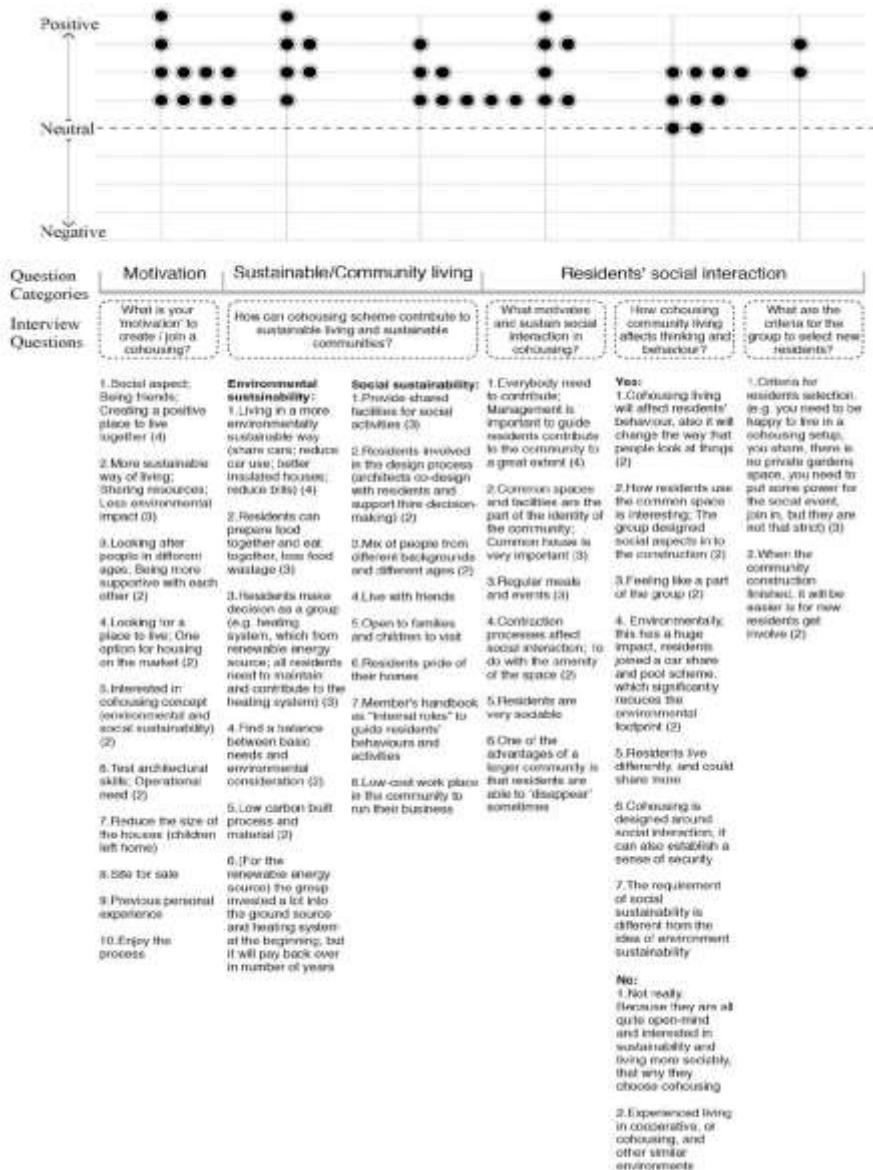 Positive
Neutral
Negative
Question
Categories
Motivation
Sustainable/Community living
Residents' social interaction
Interview
Questions
What is your
'motivation' to
create / join a
cohousing?
How can cohousing scheme contribute to
sustainable living and sustainable
communities?
What motivates
and sustain social
interaction in
cohousing?
How cohousing
community living
affects thinking and
behaviour?
What are the
criteria for the
group to select new
residents?
1.Social aspect;
Being friends;
Creating a positive
place to live
together (4)
2.More sustainable
way of living;
Sharing resources;
Less environmental
impact (3)
3.Looking after
people in different
ages; Being more
supportive with each
other (2)
4.Looking for a
place to live; One
option for housing
on the market (2)
5.Interested in
cohousing concept
(environmental and
social sustainability)
(2)
6.Test architectural
skills; Operational
need (2)
7.Reduce the size of
the houses (children
left home)
8.Site for sale
9.Previous personal
experience
10.Enjoy the
process
Environmental
sustainability:
1.Living in a more
environmentally
sustainable way
(share cars; reduce
car use; better
insulated houses;
reduce bills) (4)
2.Residents can
prepare food
together and eat
together, less food
wastage (3)
3.Residents make
decision as a group
(e.g. heating
system, which from
renewable energy
source; all residents
need to maintain
and contribute to the
heating system) (3)
4.Find a balance
between basic
needs and
environmental
consideration (2)
5.Low carbon built
process and
material (2)
6.(For the
renewable energy
source) the group
invested a lot into
the ground source
and heating system
at the beginning, but
it will pay back over
in number of years
Social sustainability:
1.Provide shared
facilities for social
activities (3)
2.Residents involved
in the design process
(architects co-design
with residents and
support their decision-
making) (2)
3.Mix of people from
different backgrounds
and different ages (2)
4.Live with friends
5.Open to families
and children to visit
6.Residents pride of
their homes
7.Member's handbook
as "internal rules" to
guide residents'
behaviours and
activities
8.Low-cost work place
in the community to
run their business
1.Everybody need
to contribute;
Management is
important to guide
residents contribute
to the community to
a great extent (4)
2.Common spaces
and facilities are the
part of the identity of
the community;
Common house is
very important (3)
3.Regular meals
and events (3)
4.Contraction
processes affect
social interaction; to
do with the amenity
of the space (2)
5.Residents are
very sociable
6.One of the
advantages of a
larger community is
that residents are
able to 'disappear'
sometimes
Yes:
1.Cohousing living
will affect residents'
behaviour, also it will
change the way that
people look at things
(2)
2.How residents use
the common space
is interesting; The
group designed
social aspects in to
the construction (2)
3.Feeling like a part
of the group (2)
4. Environmentally,
this has a huge
impact, residents
joined a car share
and pool scheme,
which significantly
reduces the
environmental
footprint (2)
5.Residents live
differently, and could
share more
6.Cohousing is
designed around
social interaction, it
can also establish a
sense of security
7.The requirement
of social
sustainability is
different from the
idea of environment
sustainability
No:
1.Not really.
Because they are all
quite open-mind
and interested in
sustainability and
living more sociably,
that why they
choose cohousing
2.Experienced living
in cooperative, or
cohousing, and
other similar
environments
1.Criteria for
residents selection.
(e.g. you need to be
happy to live in a
cohousing setup,
you share, there is
no private gardens
space, you need to
put some power for
the social event,
join in, but they are
not that strict) (3)
2.When the
community
construction
finished, it will be
easier is for new
residents get
involve (2)